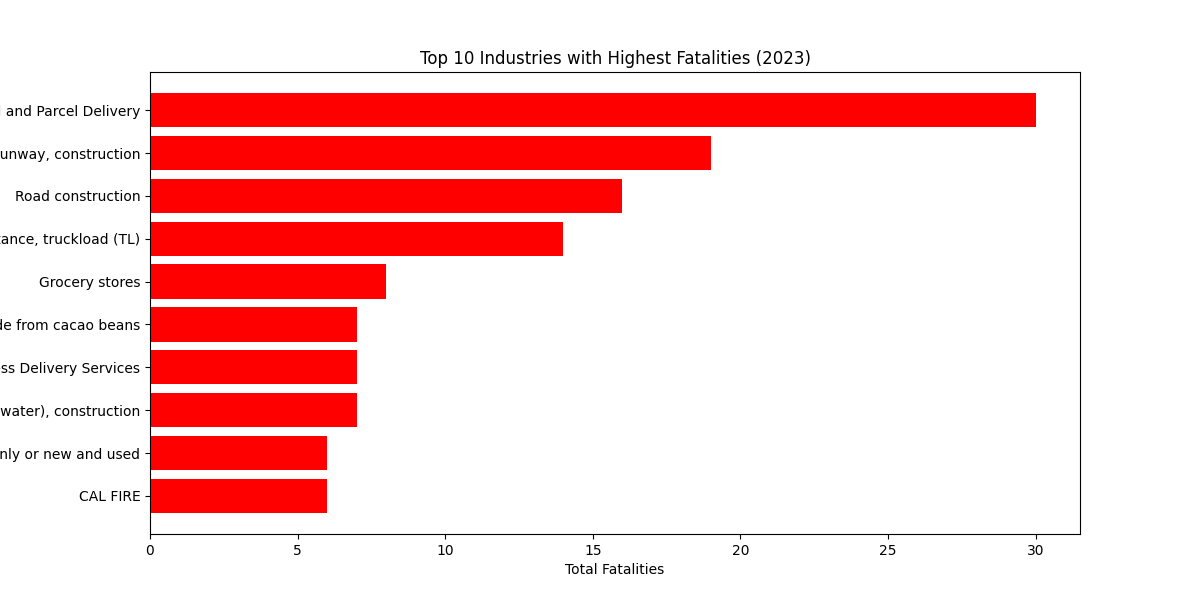 Top 10 Industries with Highest Fatalities (2023)
and Parcel Delivery
unway, construction
Road construction
tance, truckload (TL)
Grocery stores
de from cacao beans
ss Delivery Services
water), construction
nly or new and used
CAL FIRE
0 5 10 15 20 25 30
Total Fatalities